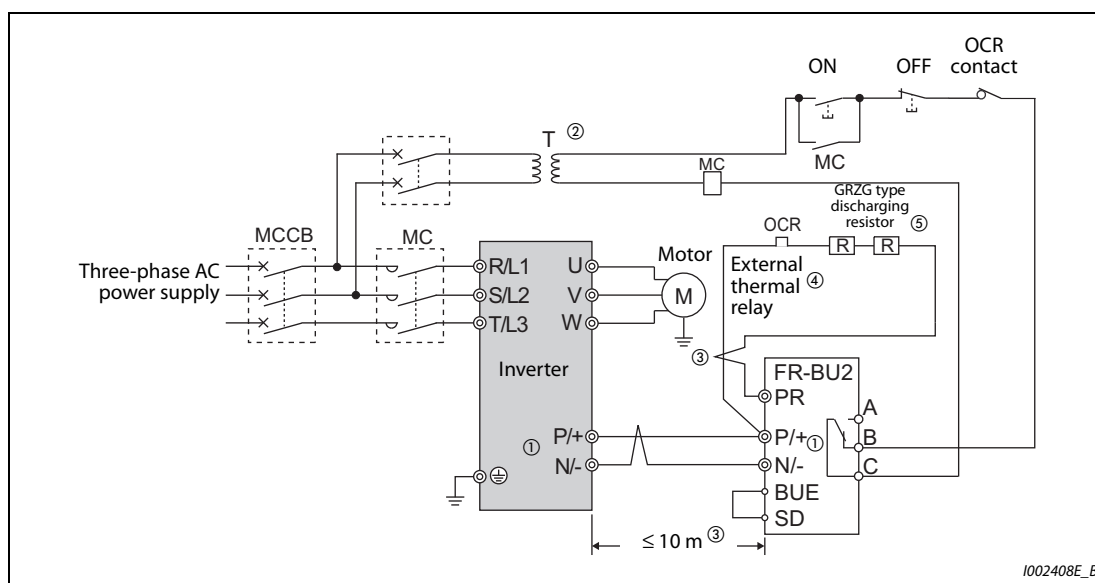 ON
OFF
OCR
contact
T ②
MC
MC
GRZG type
discharging
resistor
⑤
MCCB
MC
OCR
R
R
Three-phase AC
power supply
R/L1
S/L2
T/L3
U
V
W
Motor
M
External
thermal
relay
④
Inverter
③
FR-BU2
PR
A
B
C
①
P/+
N/-
P/+ ①
N/-
BUE
SD
≤ 10 m ③
I002408E_B